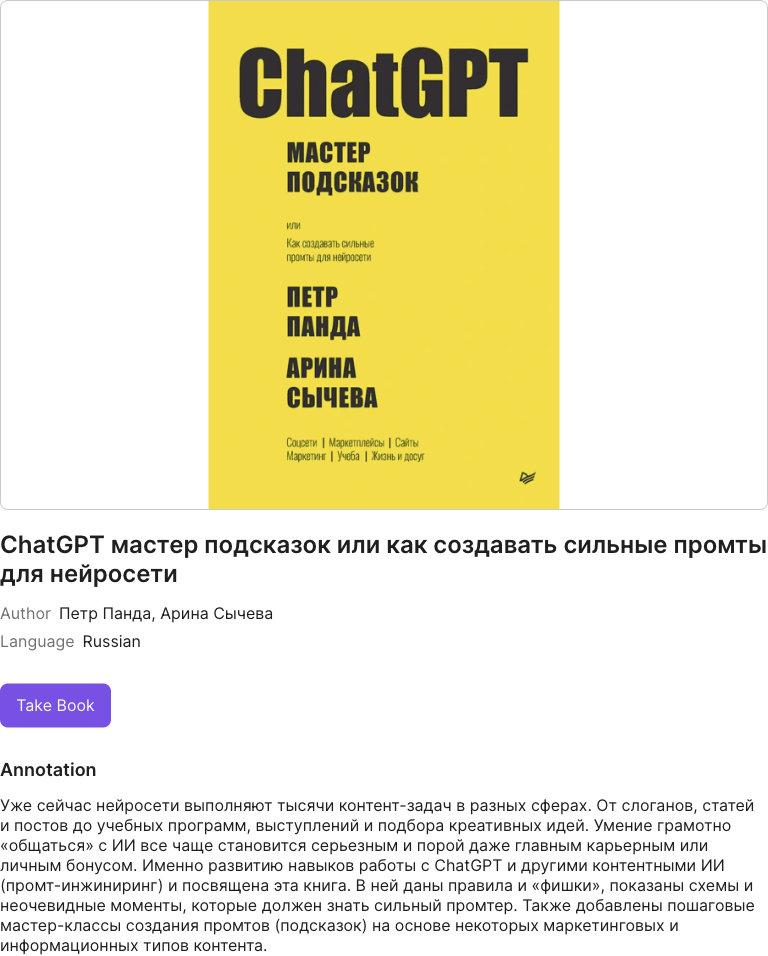 ChatGPT
МАСТЕР
ПОДСКАЗОК
или
Как создавать сильные
промты для нейросети
ПЕТР
ПАНДА
АРИНА
СЫЧЕВА
Соцсети | Маркетплейсы | Сайты
Маркетинг | Учеба | Жизнь и досуг
ChatGPT мастер подсказок или как создавать сильные промты
для нейросети
Author Петр Панда, Арина Сычева
Language Russian
Take Book
Annotation
Уже сейчас нейросети выполняют тысячи контент-задач в разных сферах. От слоганов, статей
и постов до учебных программ, выступлений и подбора креативных идей. Умение грамотно
«общаться» с ИИ все чаще становится серьезным и порой даже главным карьерным или
личным бонусом. Именно развитию навыков работы с ChatGPT и другими контентными ИИ
(промт-инжиниринг) и посвящена эта книга. В ней даны правила и «фишки», показаны схемы и
неочевидные моменты, которые должен знать сильный промтер. Также добавлены пошаговые
мастер-классы создания промтов (подсказок) на основе некоторых маркетинговых и
информационных типов контента.